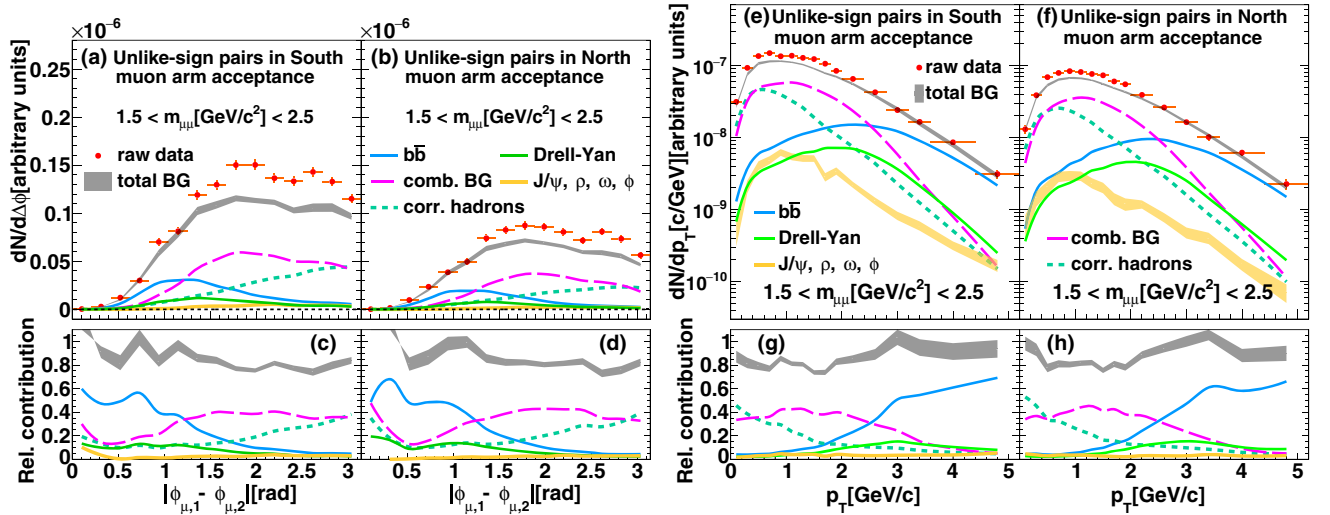 ×10⁻⁶
×10⁻⁶
dN/dΔϕ[arbitrary units]
0.25
0.2
0.15
0.1
0.05
0
(a) Unlike-sign pairs in South
muon arm acceptance
1.5 < m_μμ[GeV/c²] < 2.5
raw data
total BG
(b) Unlike-sign pairs in North
muon arm acceptance
1.5 < m_μμ[GeV/c²] < 2.5
bb̅
Drell-Yan
comb. BG
J/ψ, ρ, ω, ϕ
corr. hadrons
Rel. contribution
1
0.8
0.6
0.4
0.2
0
(c)
(d)
0 0.5 1 1.5 2 2.5 3
0.5 1 1.5 2 2.5 3
|ϕ_μ,1 - ϕ_μ,2|[rad]
|ϕ_μ,1 - ϕ_μ,2|[rad]
dN/dp_T[c/GeV][arbitrary units]
10⁻⁷
10⁻⁸
10⁻⁹
10⁻¹⁰
(e) Unlike-sign pairs in South
muon arm acceptance
raw data
total BG
bb̅
Drell-Yan
J/ψ, ρ, ω, ϕ
1.5 < m_μμ[GeV/c²] < 2.5
(f) Unlike-sign pairs in North
muon arm acceptance
comb. BG
corr. hadrons
1.5 < m_μμ[GeV/c²] < 2.5
Rel. contribution
1
0.8
0.6
0.4
0.2
0
(g)
(h)
0 1 2 3 4 5
0 1 2 3 4 5
p_T[GeV/c]
p_T[GeV/c]